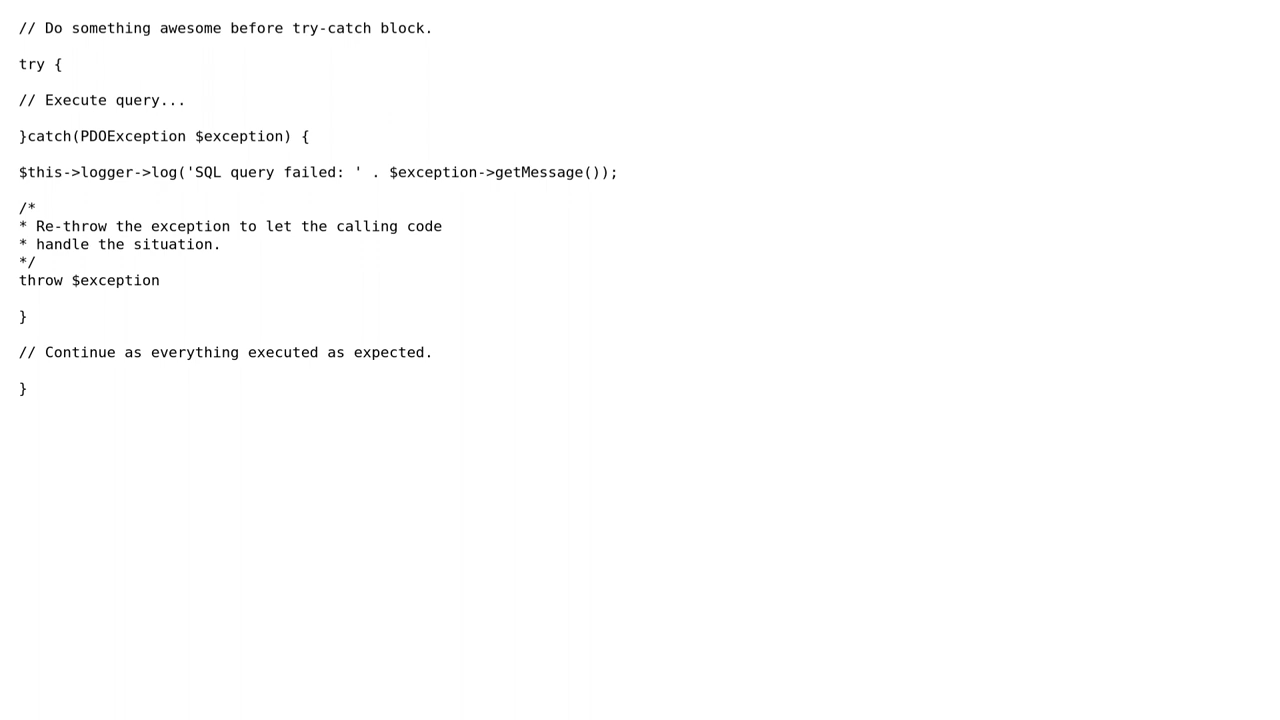 // Do something awesome before try-catch block.
try {
// Execute query...
}catch(PDOException $exception) {
$this->logger->log('SQL query failed: ' . $exception->getMessage());
/*
* Re-throw the exception to let the calling code
* handle the situation.
*/
throw $exception
}
// Continue as everything executed as expected.
}